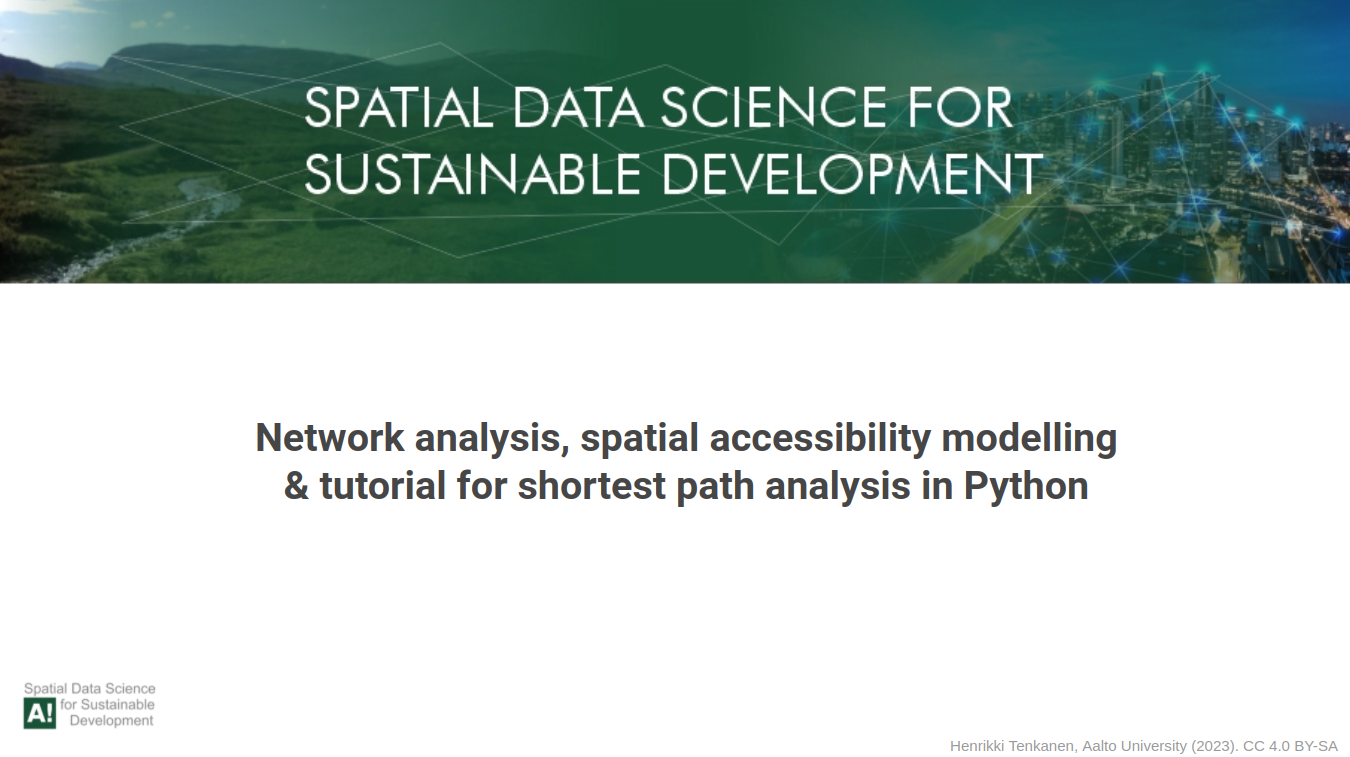 SPATIAL DATA SCIENCE FOR
SUSTAINABLE DEVELOPMENT
Network analysis, spatial accessibility modelling
& tutorial for shortest path analysis in Python
Spatial Data Science
A! for Sustainable
Development
Henrikki Tenkanen, Aalto University (2023). CC 4.0 BY-SA